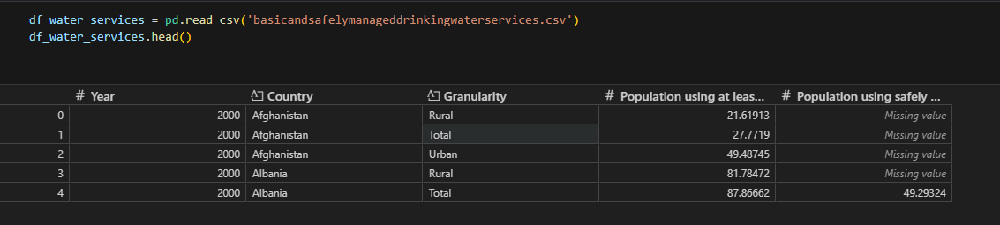 df_water_services = pd.read_csv('basicandsafelymanageddrinkingwaterservices.csv')
df_water_services.head()
# Year Country Granularity # Population using at leas... # Population using safely ...
0 2000 Afghanistan Rural 21.61913 Missing value
1 2000 Afghanistan Total 27.7719 Missing value
2 2000 Afghanistan Urban 49.48745 Missing value
3 2000 Albania Rural 81.78472 Missing value
4 2000 Albania Total 87.86662 49.29324